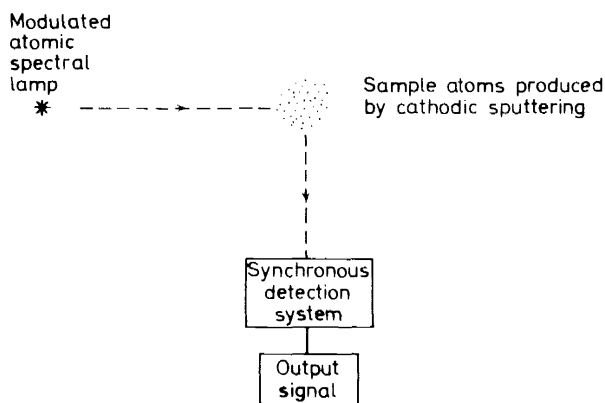 Modulated
atomic
spectral
lamp
Sample atoms produced
by cathodic sputtering
Synchronous
detection
system
Output
signal